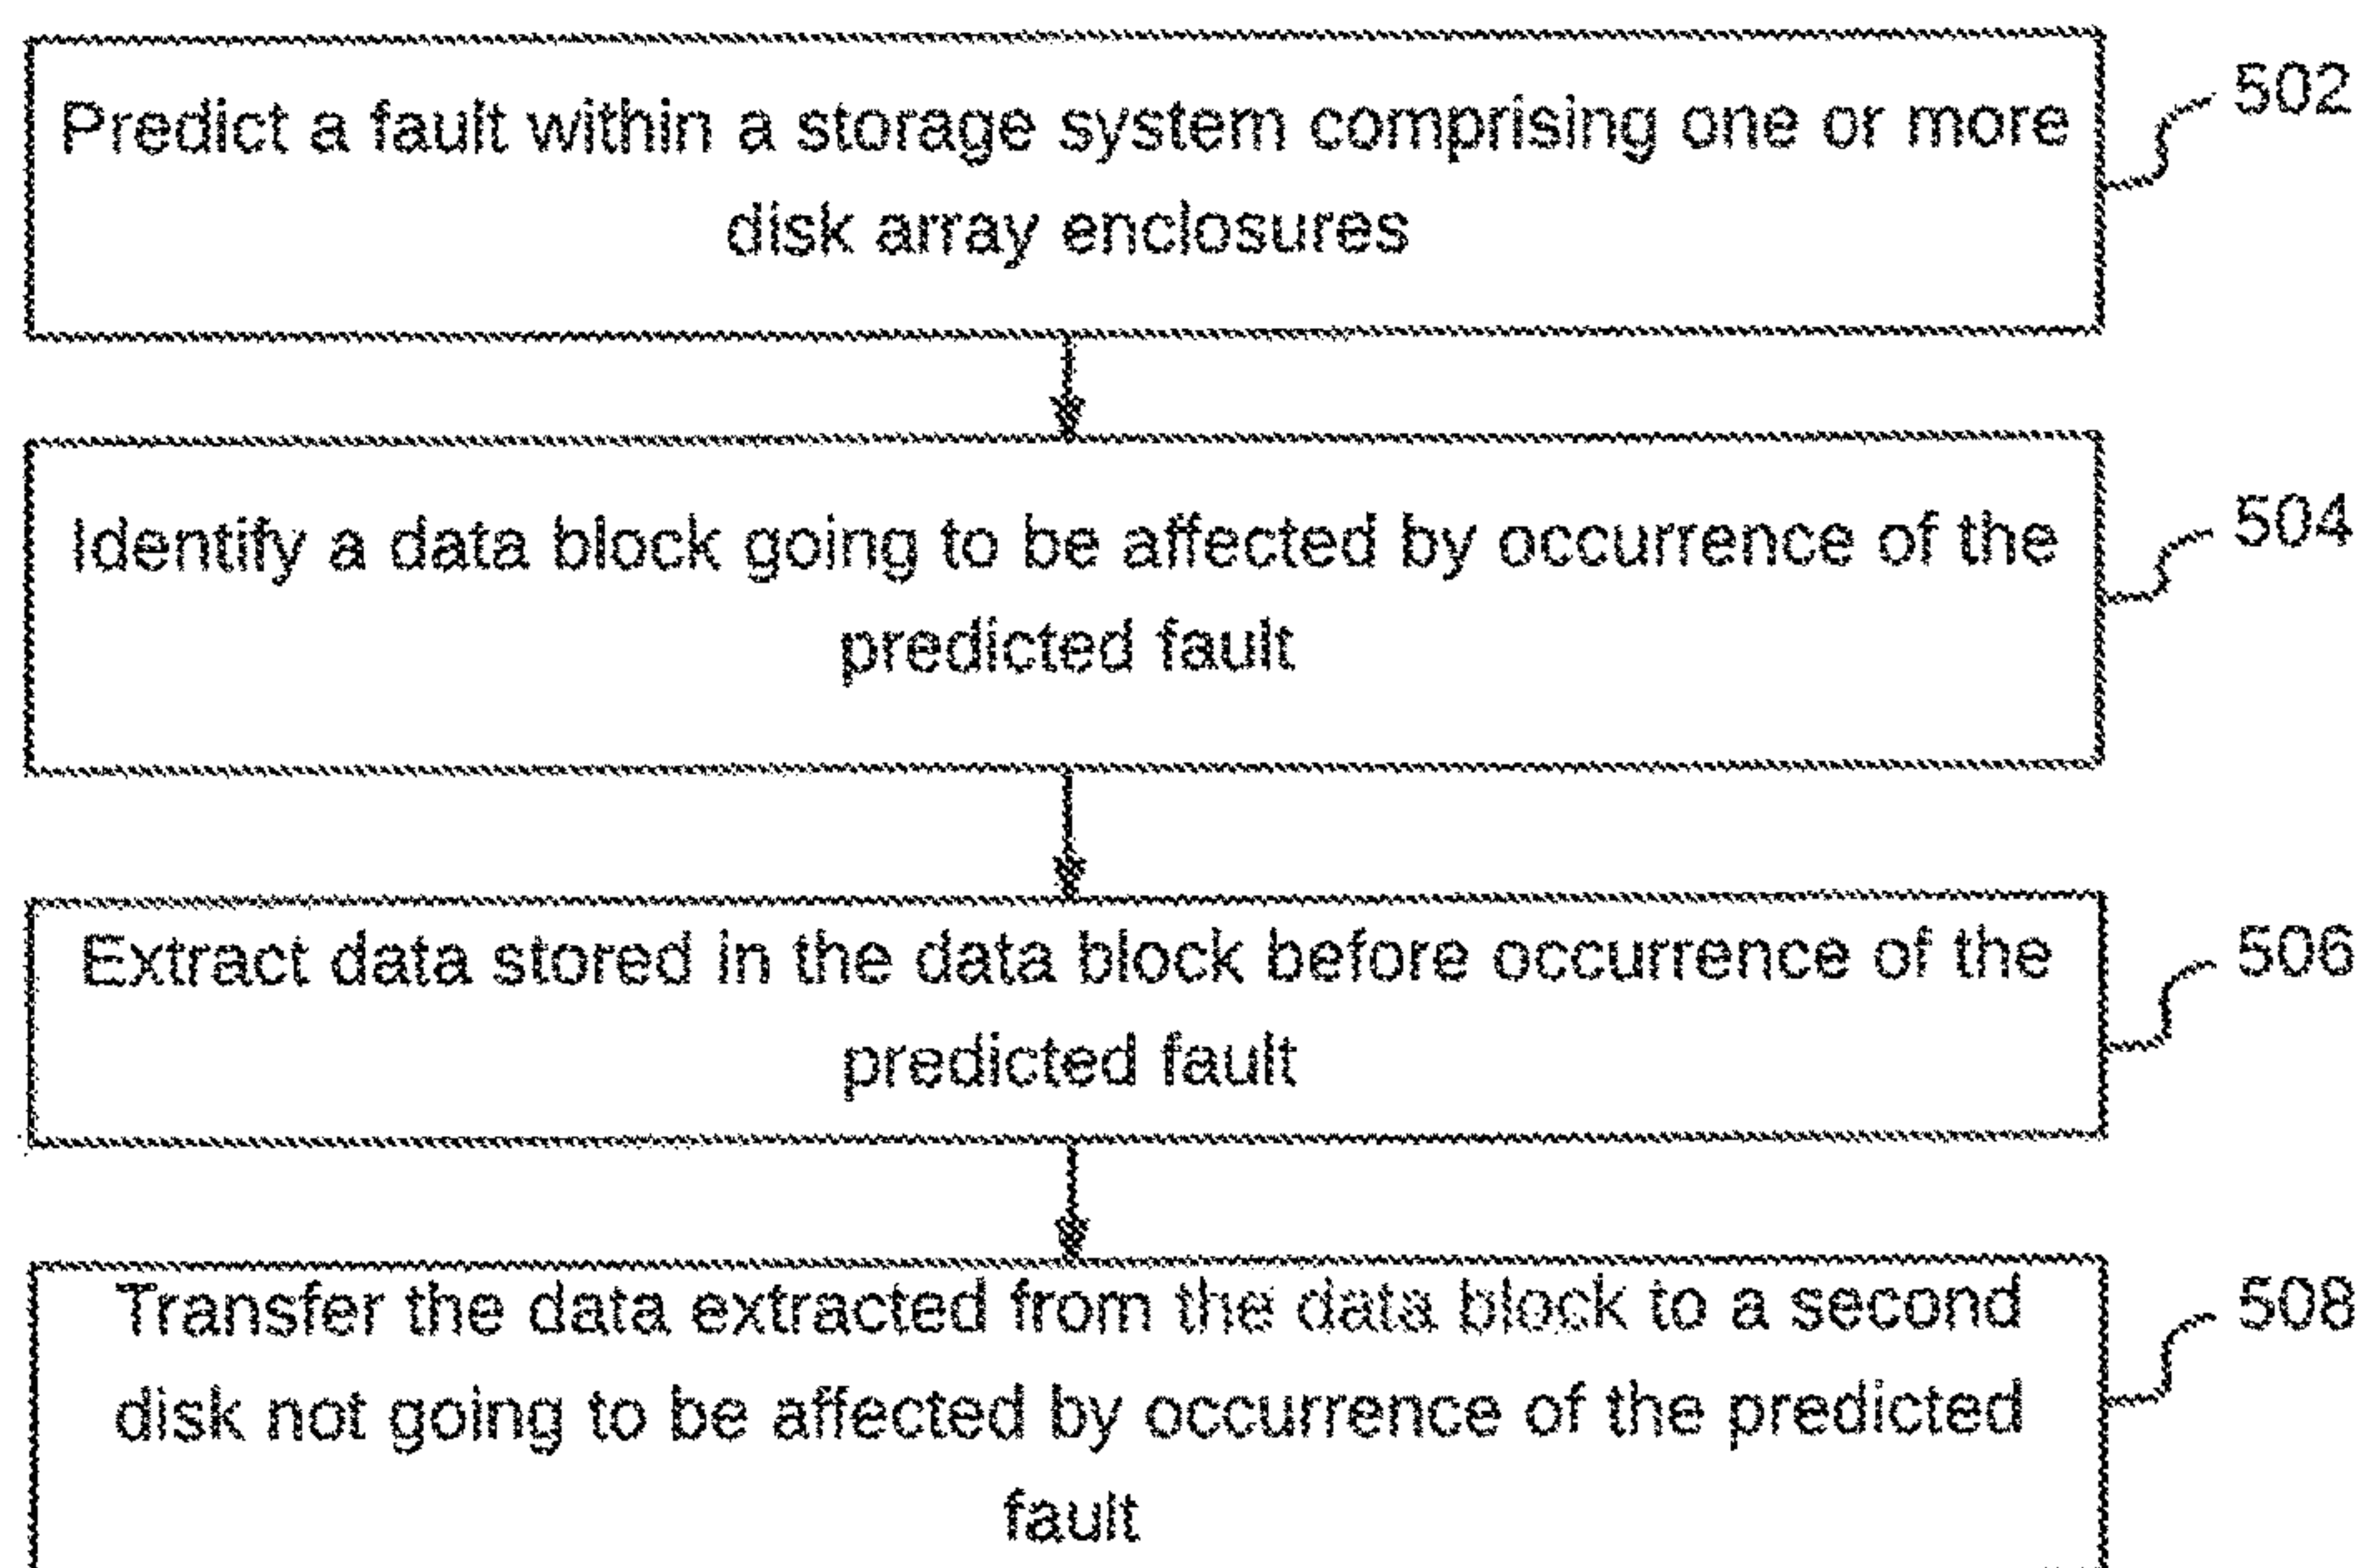 Predict a fault within a storage system comprising one or more
disk array enclosures
502
Identify a data block going to be affected by occurrence of the
predicted fault
504
Extract data stored in the data block before occurrence of the
predicted fault
506
Transfer the data extracted from the data block to a second
disk not going to be affected by occurrence of the predicted
fault
508